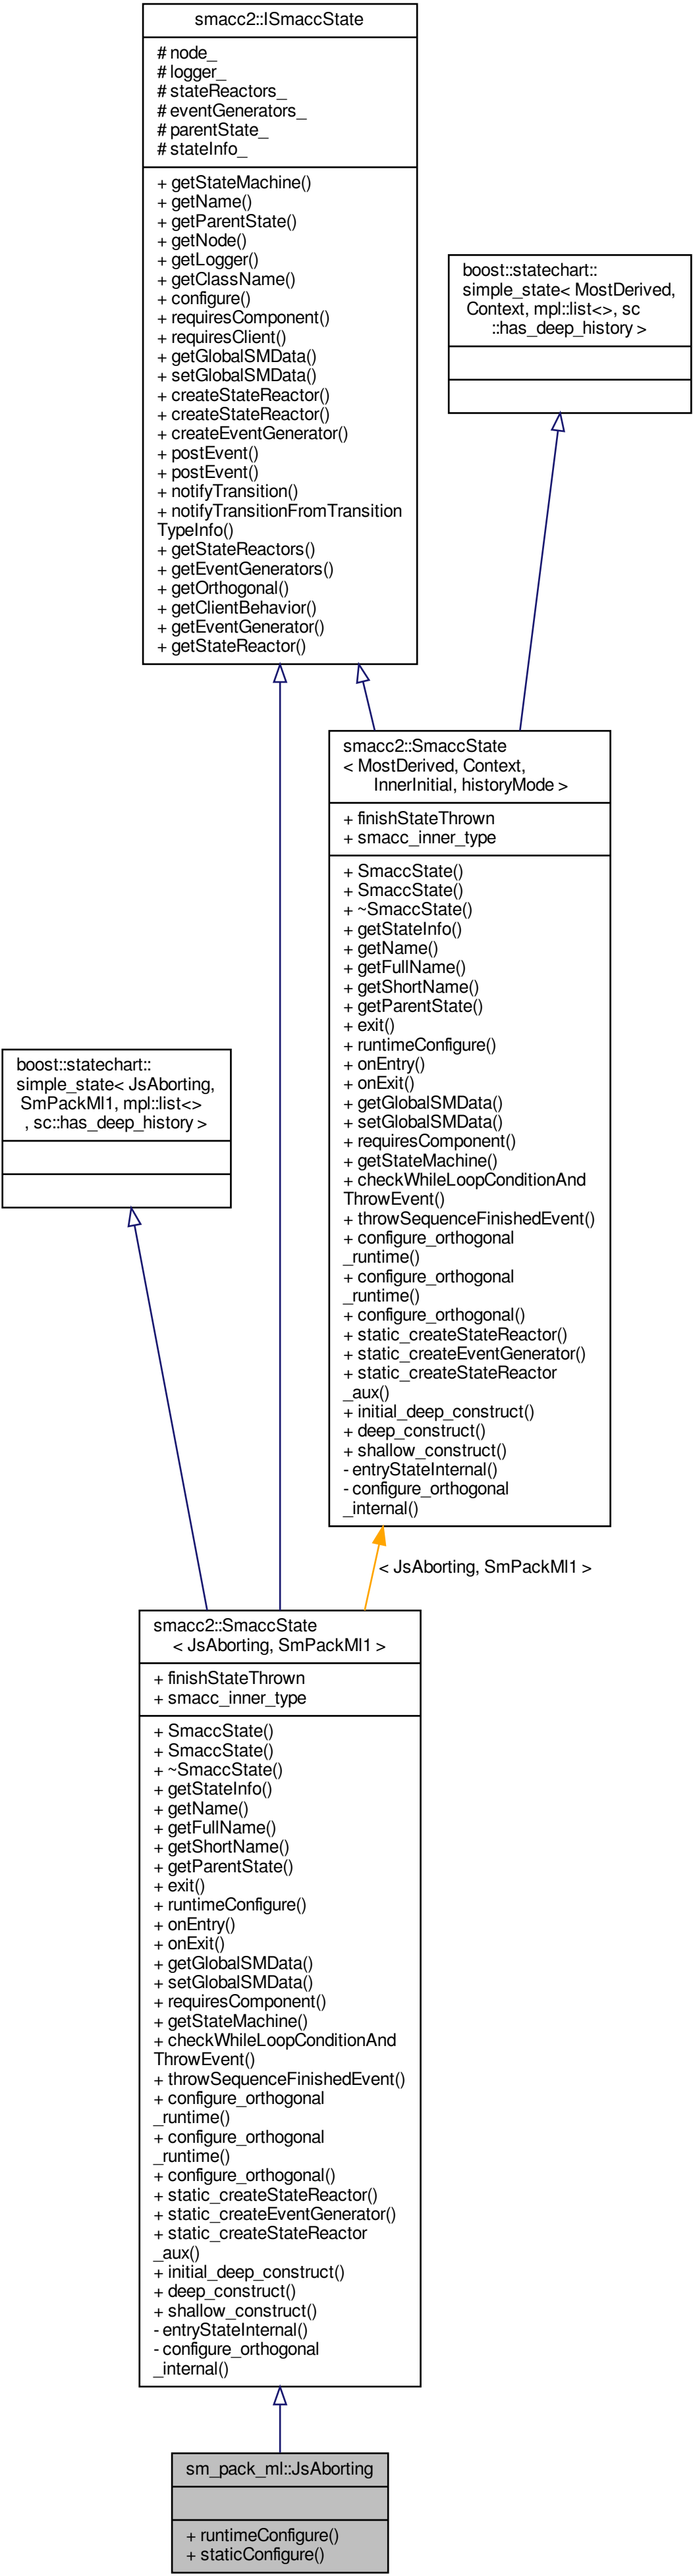 smacc2::ISmaccState
# node_
# logger_
# stateReactors_
# eventGenerators_
# parentState_
# stateInfo_
+ getStateMachine()
+ getName()
+ getParentState()
+ getNode()
+ getLogger()
+ getClassName()
+ configure()
+ requiresComponent()
+ requiresClient()
+ getGlobalSMData()
+ setGlobalSMData()
+ createStateReactor()
+ createStateReactor()
+ createEventGenerator()
+ postEvent()
+ postEvent()
+ notifyTransition()
+ notifyTransitionFromTransition
TypeInfo()
+ getStateReactors()
+ getEventGenerators()
+ getOrthogonal()
+ getClientBehavior()
+ getEventGenerator()
+ getStateReactor()
boost::statechart::
simple_state< MostDerived,
Context, mpl::list<>, sc
::has_deep_history >
smacc2::SmaccState
< MostDerived, Context,
InnerInitial, historyMode >
+ finishStateThrown
+ smacc_inner_type
+ SmaccState()
+ SmaccState()
+ ~SmaccState()
+ getStateInfo()
+ getName()
+ getFullName()
+ getShortName()
+ getParentState()
+ exit()
+ runtimeConfigure()
+ onEntry()
+ onExit()
+ getGlobalSMData()
+ setGlobalSMData()
+ requiresComponent()
+ getStateMachine()
+ checkWhileLoopConditionAnd
ThrowEvent()
+ throwSequenceFinishedEvent()
+ configure_orthogonal
_runtime()
+ configure_orthogonal
_runtime()
+ configure_orthogonal()
+ static_createStateReactor()
+ static_createEventGenerator()
+ static_createStateReactor
_aux()
+ initial_deep_construct()
+ deep_construct()
+ shallow_construct()
- entryStateInternal()
- configure_orthogonal
_internal()
boost::statechart::
simple_state< JsAborting,
SmPackMl1, mpl::list<>
, sc::has_deep_history >
< JsAborting, SmPackMl1 >
smacc2::SmaccState
< JsAborting, SmPackMl1 >
+ finishStateThrown
+ smacc_inner_type
+ SmaccState()
+ SmaccState()
+ ~SmaccState()
+ getStateInfo()
+ getName()
+ getFullName()
+ getShortName()
+ getParentState()
+ exit()
+ runtimeConfigure()
+ onEntry()
+ onExit()
+ getGlobalSMData()
+ setGlobalSMData()
+ requiresComponent()
+ getStateMachine()
+ checkWhileLoopConditionAnd
ThrowEvent()
+ throwSequenceFinishedEvent()
+ configure_orthogonal
_runtime()
+ configure_orthogonal
_runtime()
+ configure_orthogonal()
+ static_createStateReactor()
+ static_createEventGenerator()
+ static_createStateReactor
_aux()
+ initial_deep_construct()
+ deep_construct()
+ shallow_construct()
- entryStateInternal()
- configure_orthogonal
_internal()
sm_pack_ml::JsAborting
+ runtimeConfigure()
+ staticConfigure()